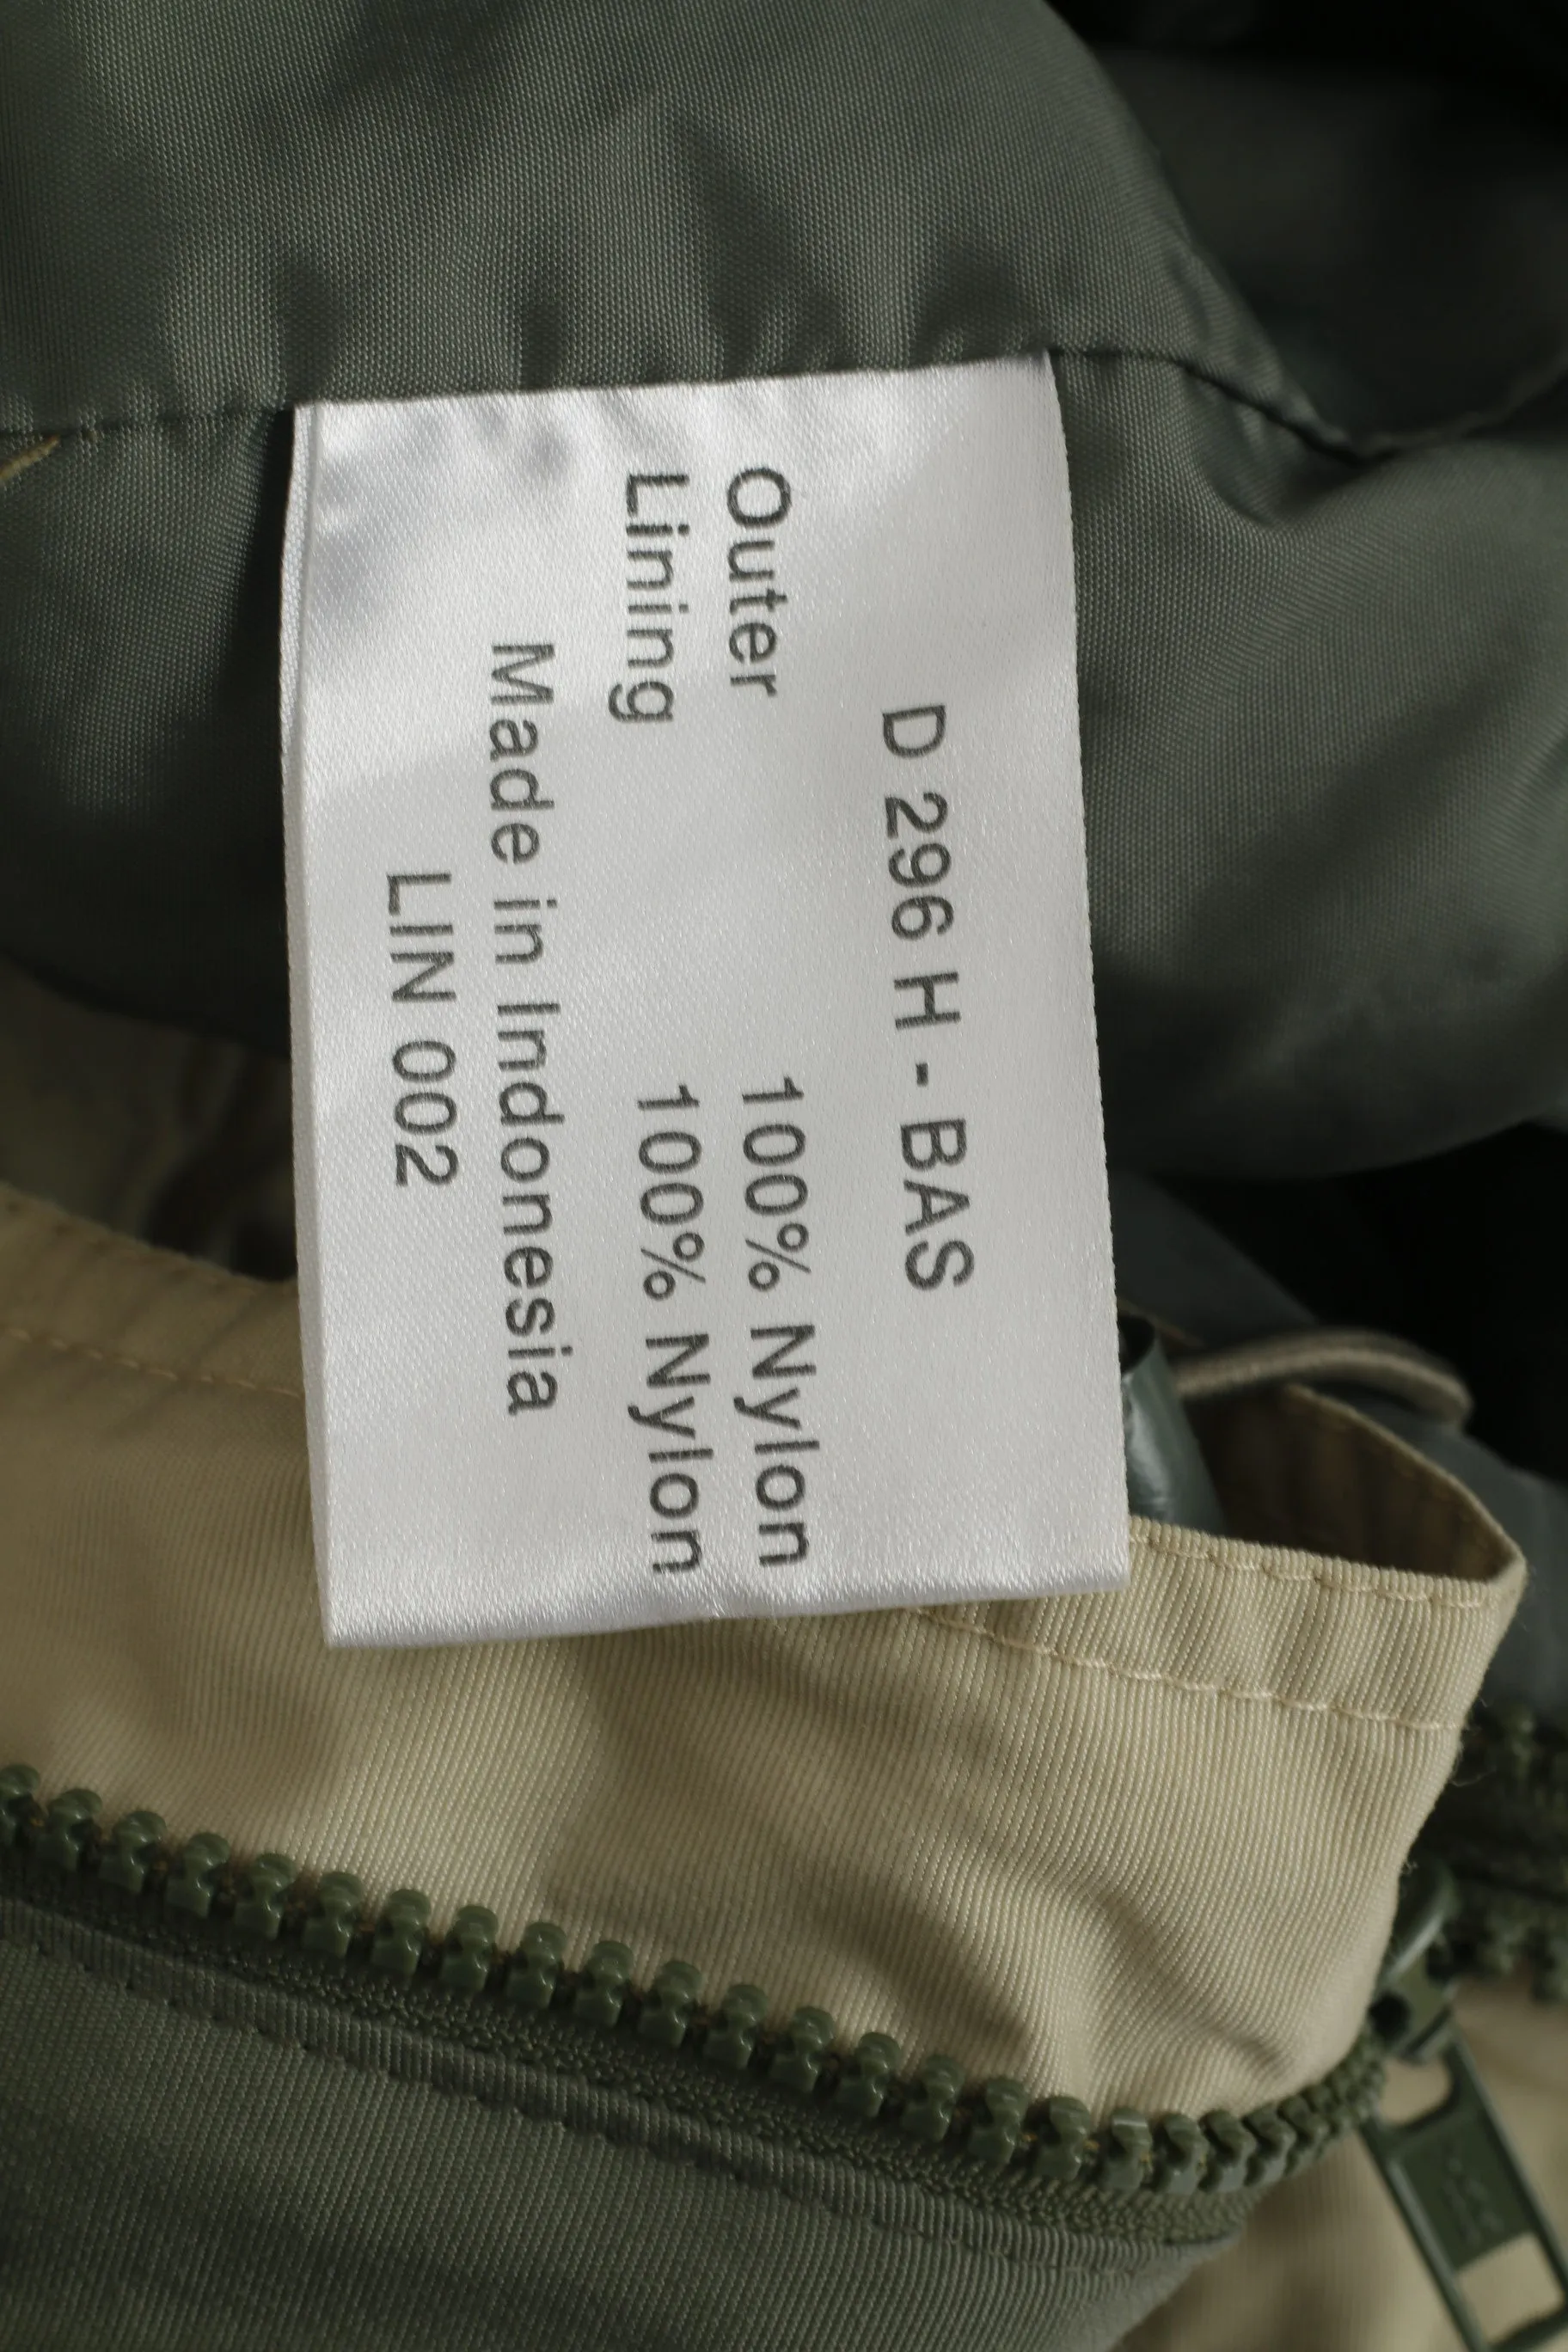 D 296 H - BAS
Outer 100% Nylon
Lining 100% Nylon
Made in Indonesia
LIN 002